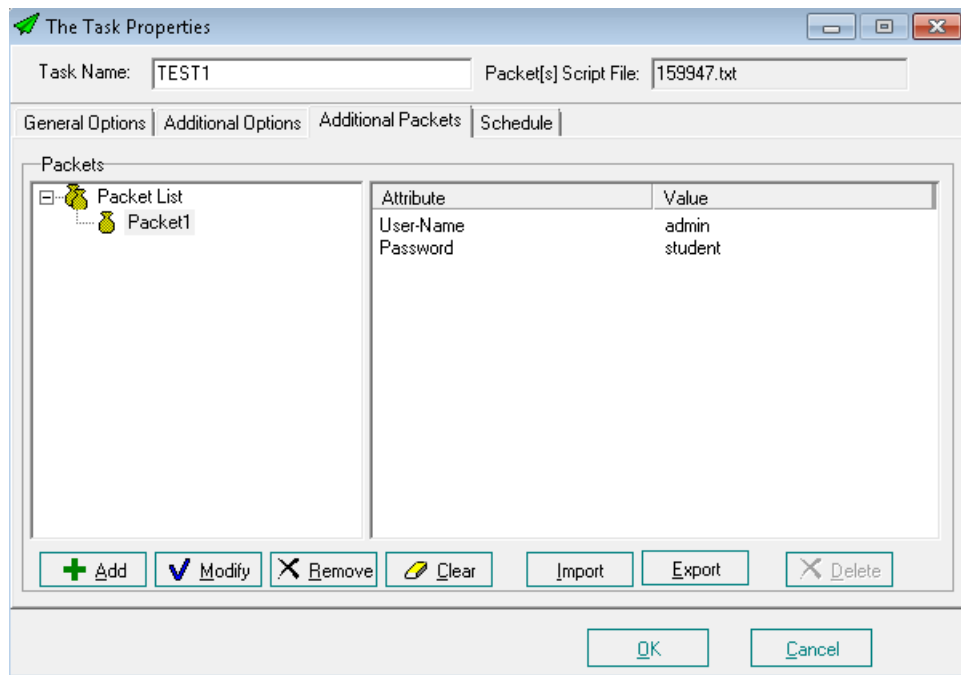 The Task Properties
Task Name: TEST1 Packet[s] Script File: 159947.txt
General Options Additional Options Additional Packets Schedule
Packets
Packet List
Packet1
Attribute Value
User-Name admin
Password student
Add Modify Remove Clear Import Export Delete
OK Cancel